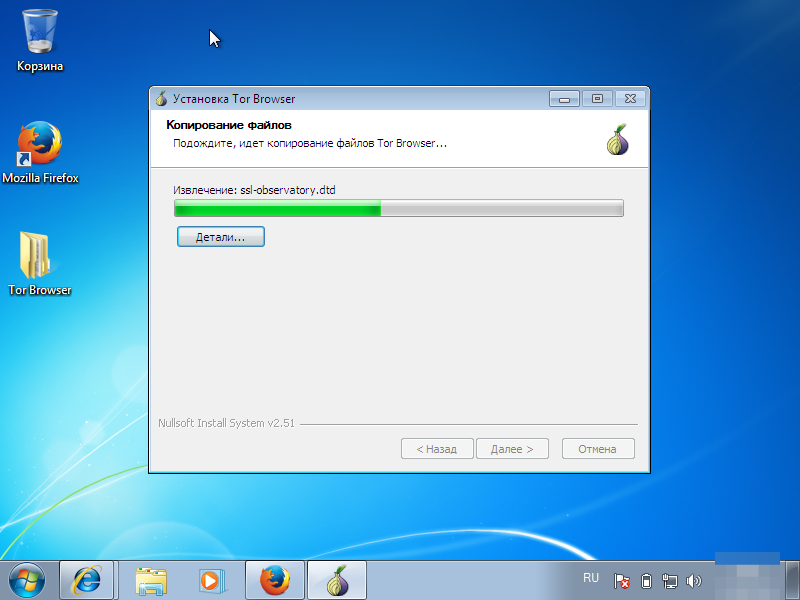 Корзина
Mozilla Firefox
Tor Browser
Установка Tor Browser
Копирование файлов
Подождите, идет копирование файлов Tor Browser...
Извлечение: ssl-observatory.dtd
Детали...
Nullsoft Install System v2.51
< Назад
Далее >
Отмена
RU